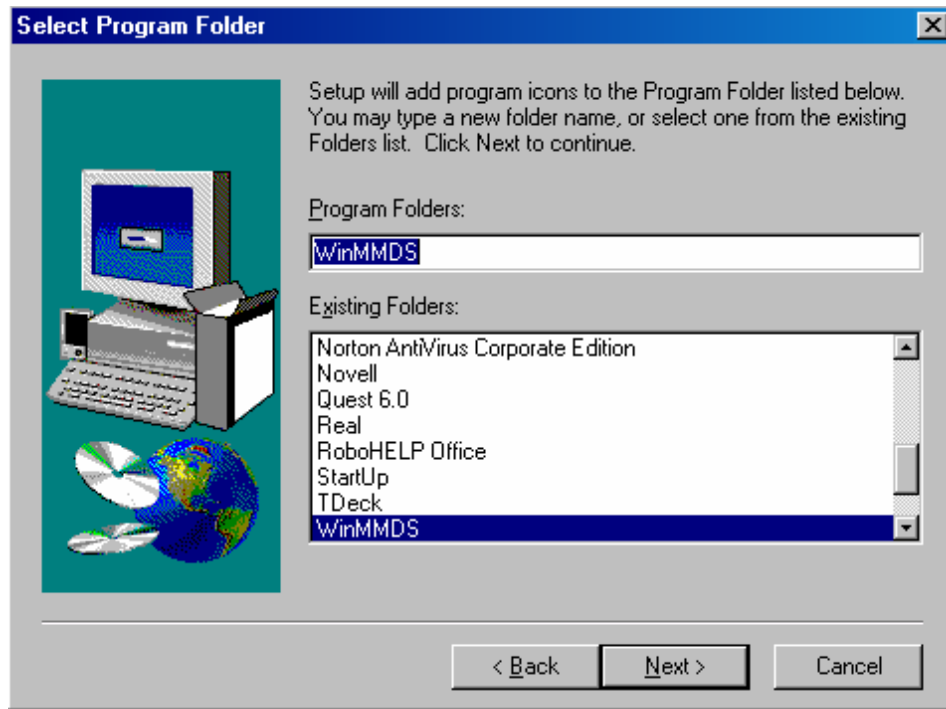 Select Program Folder
Setup will add program icons to the Program Folder listed below.
You may type a new folder name, or select one from the existing
Folders list.  Click Next to continue.
Program Folders:
WinMMDS
Existing Folders:
Norton AntiVirus Corporate Edition
Novell
Quest 6.0
Real
RoboHELP Office
StartUp
TDeck
WinMMDS
< Back
Next >
Cancel